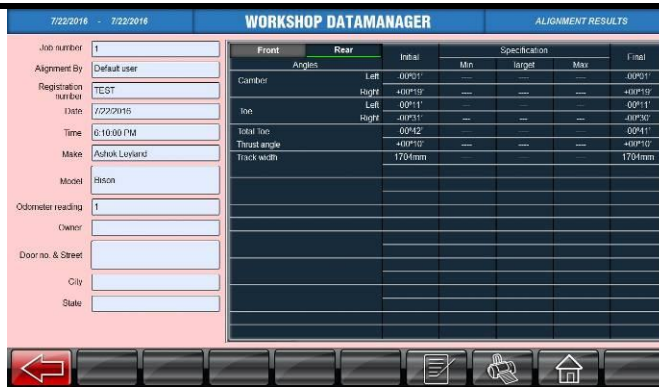 7/22/2016 - 7/22/2016
WORKSHOP DATAMANAGER
ALIGNMENT RESULTS
Job number 1
Alignment By Default user
Registration number TEST
Date 7/22/2016
Time 6:10:00 PM
Make Ashok Leyland
Model Bison
Odometer reading 1
Owner
Door no. & Street
City
State
Front Rear Initial Specification Final
Angles Min Target Max
Camber Left -00°01' ---- ---- ---- -00°01'
Right +00°19' ---- ---- ---- +00°19'
Toe Left -00°11' ---- ---- ---- -00°11'
Right -00°31' ---- ---- ---- -00°30'
Total Toe -00°42' ---- ---- ---- -00°41'
Thrust angle +00°10' ---- ---- ---- +00°10'
Track width 1704mm ---- ---- ---- 1704mm